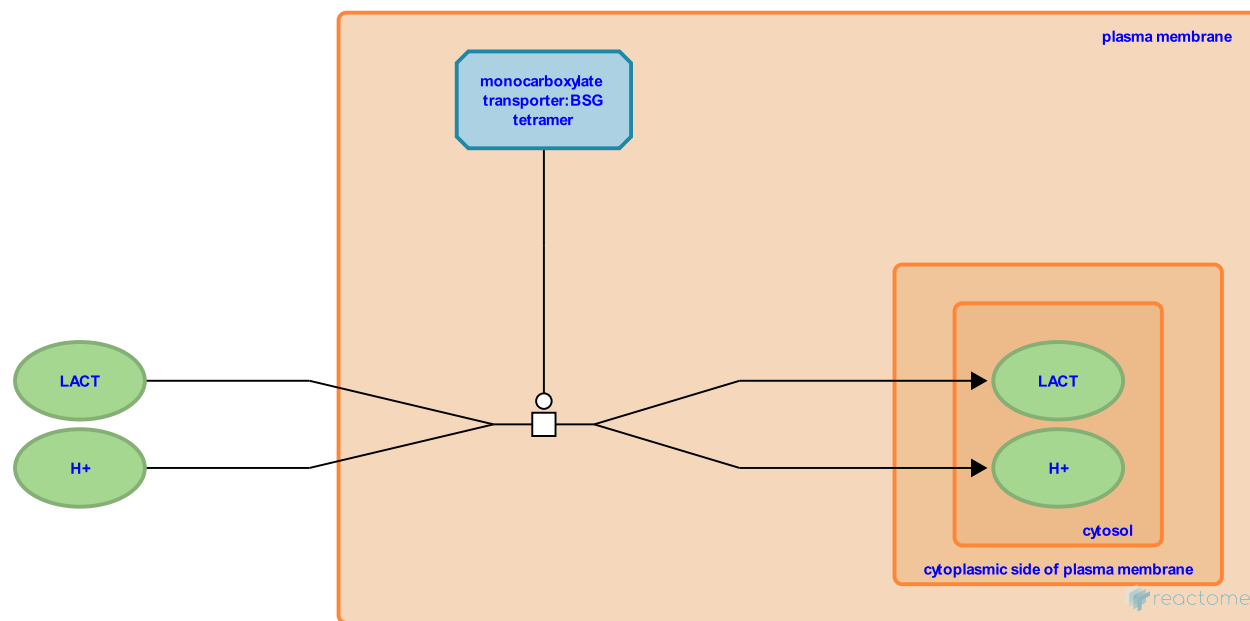 plasma membrane
monocarboxylate
transporter:BSG
tetramer
LACT
LACT
H+
H+
cytosol
cytoplasmic side of plasma membrane
reactome